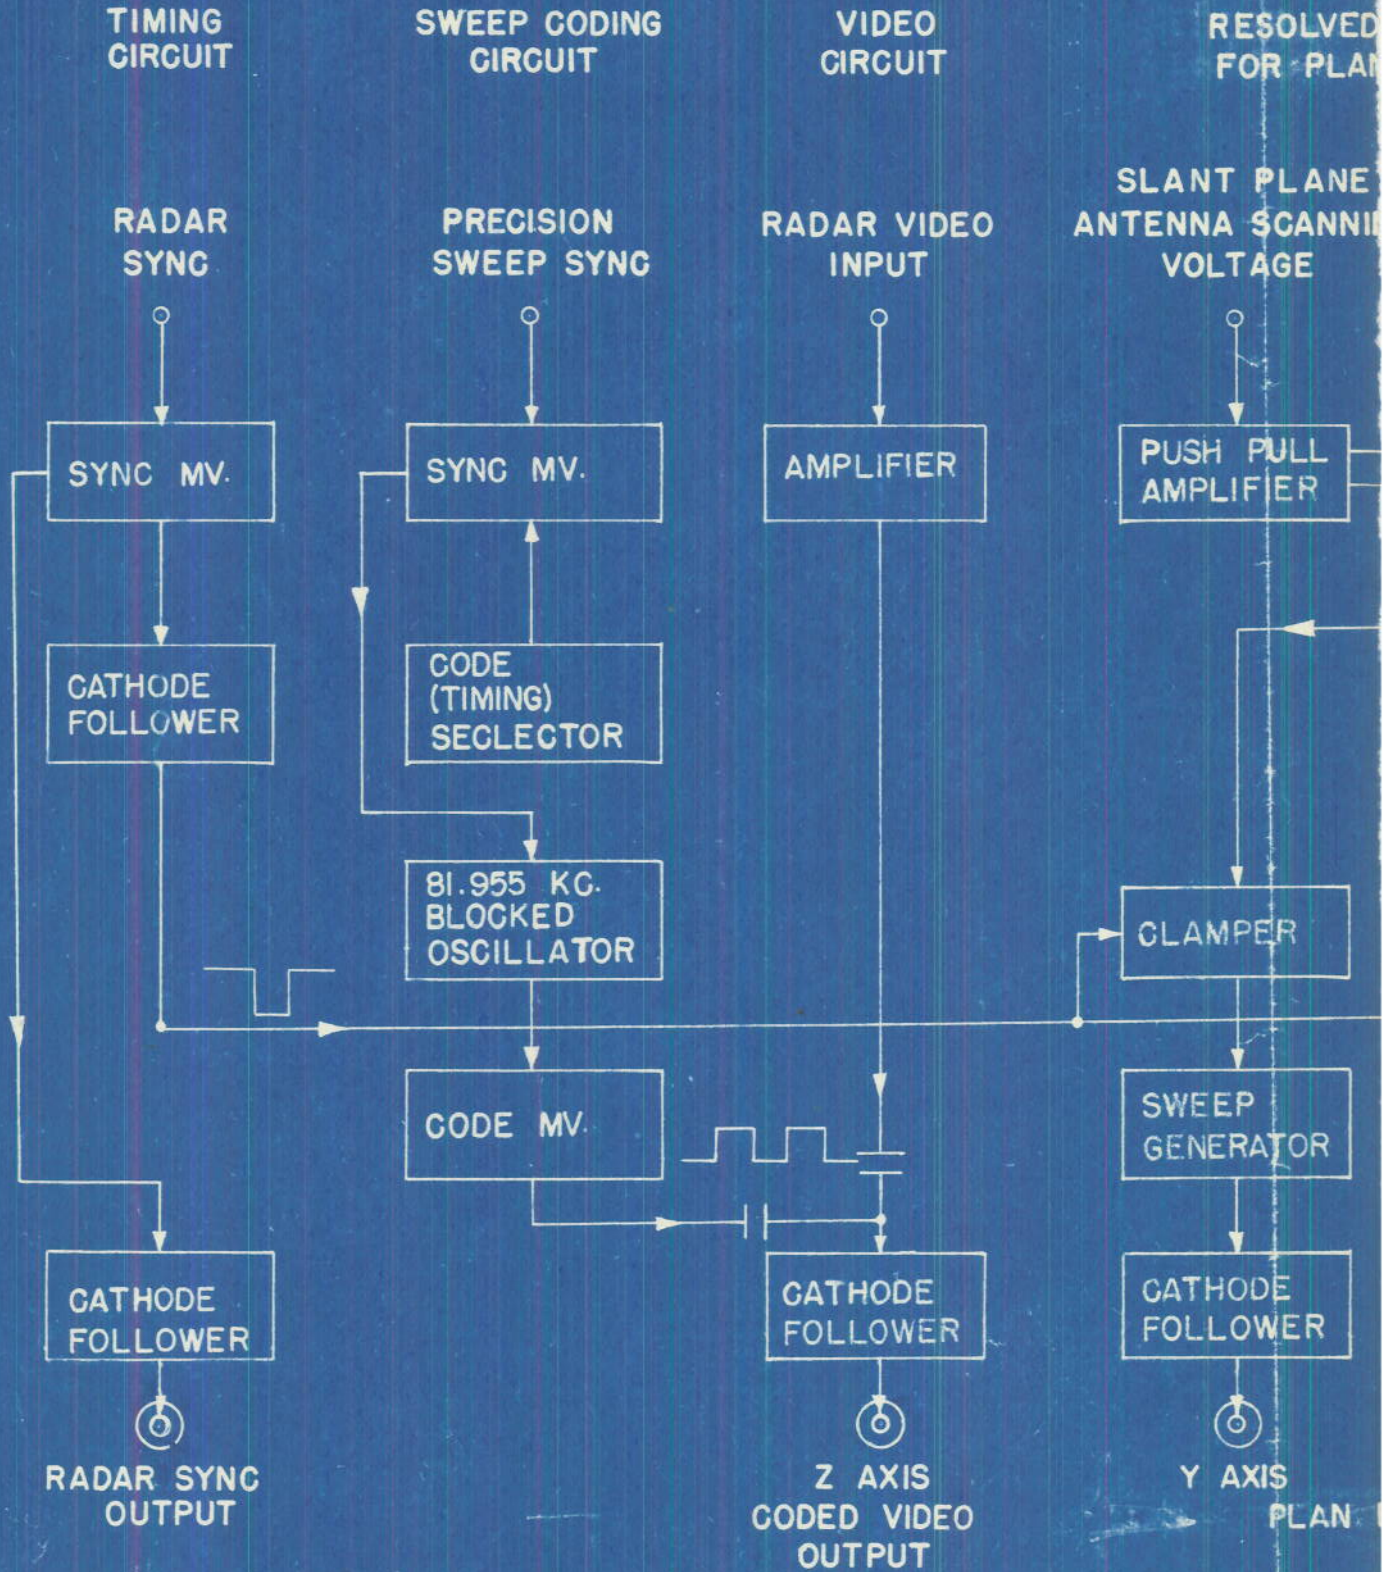 TIMING
CIRCUIT
SWEEP CODING
CIRCUIT
VIDEO
CIRCUIT
RESOLVED
FOR
RADAR
SYNC
PRECISION
SWEEP SYNC
RADAR VIDEO
INPUT
SLANT PLANE
ANTENNA
VOLTAGE
SYNC MV.
SYNC MV.
AMPLIFIER
PUSH PULL
AMPLIFIER
CATHODE
FOLLOWER
CODE
(TIMING)
SECLECTOR
81.955 KC.
BLOCKED
OSCILLATOR
CLAMPER
CODE MV.
SWEEP
GENERATOR
CATHODE
FOLLOWER
CATHODE
FOLLOWER
CATHODE
FOLLOWER
RADAR SYNC
OUTPUT
Z AXIS
CODED VIDEO
OUTPUT
Y AXIS
PLAN